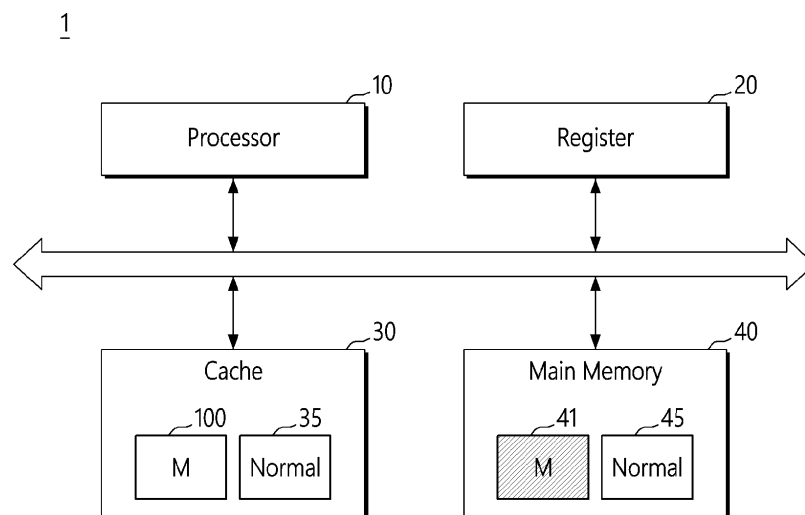 1
10
20
Processor
Register
30
40
Cache
Main Memory
100
35
41
45
M
Normal
M
Normal